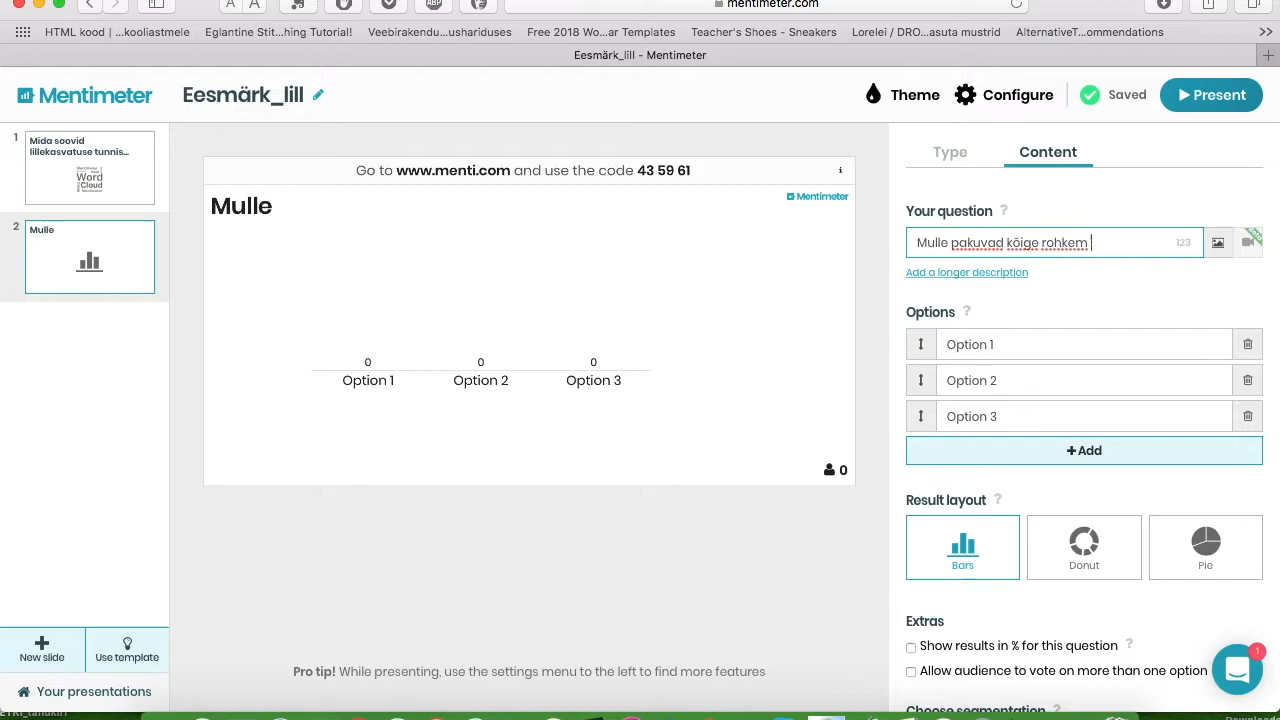 mentimeter.com
HTML kood | ...kooliastmele
Eglantine Stit...hing Tutorial!
Veebirakendu...ushariduses
Free 2018 Wo...ar Templates
Teacher's Shoes - Sneakers
Lorelei / DRO...asuta mustrid
AlternativeT...ommendations
Eesmärk_lill - Mentimeter
Mentimeter
Eesmärk_lill
Theme
Configure
Saved
Present
1
Mida soovid
lillekasvatuse tunnis...
Word
Cloud
2
Mulle
Go to www.menti.com and use the code 43 59 61
Mulle
Mentimeter
0
0
0
Option 1
Option 2
Option 3
0
Pro tip! While presenting, use the settings menu to the left to find more features
New slide
Use template
Your presentations
Type
Content
Your question ?
Mulle pakuvad kõige rohkem
123
Add a longer description
Options ?
Option 1
Option 2
Option 3
+Add
Result layout ?
Bars
Donut
Pie
Extras
Show results in % for this question ?
Allow audience to vote on more than one option
1
Choose segmentation ?